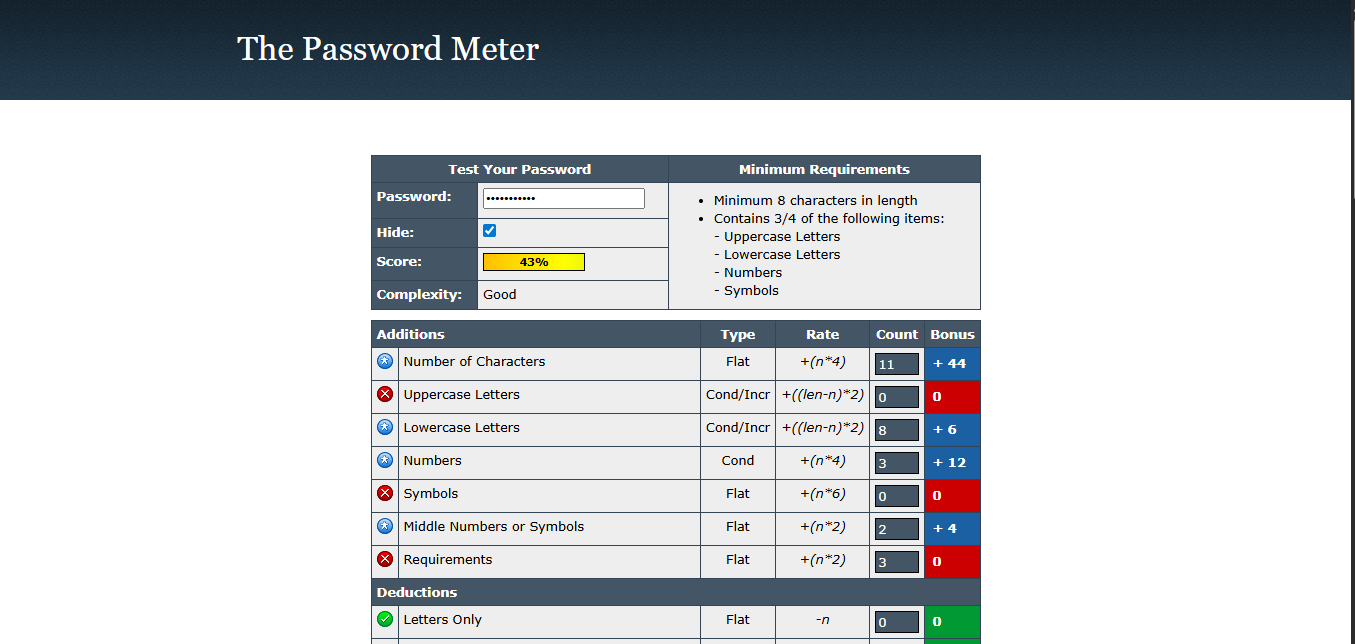 The Password Meter
Test Your Password Minimum Requirements
Password: •••••••••••
Hide:
Score: 43%
Complexity: Good
• Minimum 8 characters in length
• Contains 3/4 of the following items:
- Uppercase Letters
- Lowercase Letters
- Numbers
- Symbols
Additions Type Rate Count Bonus
Number of Characters Flat +(n*4) 11 + 44
Uppercase Letters Cond/Incr +((len-n)*2) 0 0
Lowercase Letters Cond/Incr +((len-n)*2) 8 + 6
Numbers Cond +(n*4) 3 + 12
Symbols Flat +(n*6) 0 0
Middle Numbers or Symbols Flat +(n*2) 2 + 4
Requirements Flat +(n*2) 3 0
Deductions
Letters Only Flat -n 0 0